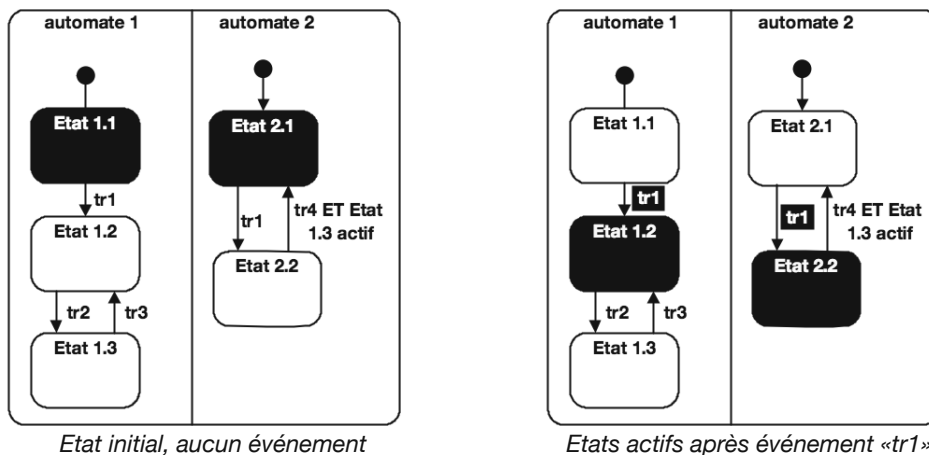 automate 1
automate 2
Etat 1.1
Etat 2.1
tr1
tr1
tr4 ET Etat
1.3 actif
Etat 1.2
Etat 2.2
tr2
tr3
Etat 1.3
Etat initial, aucun événement
automate 1
automate 2
Etat 1.1
Etat 2.1
tr1
tr1
tr4 ET Etat
1.3 actif
Etat 1.2
Etat 2.2
tr2
tr3
Etat 1.3
Etats actifs après événement «tr1»